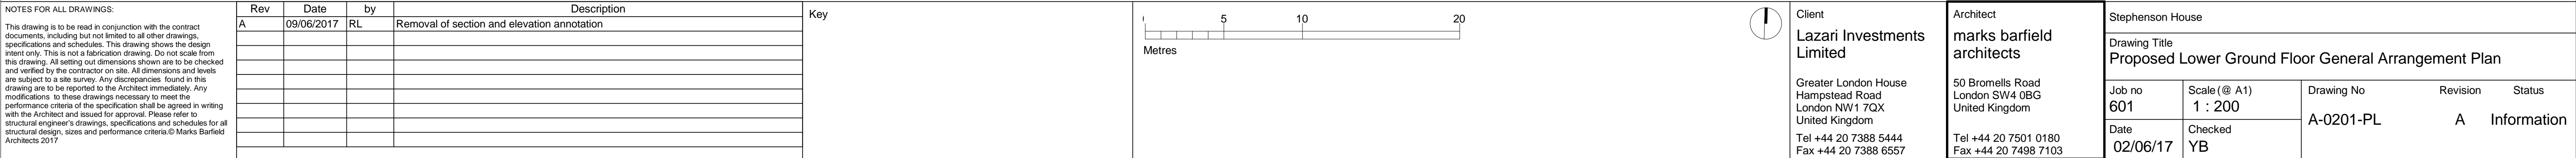 NOTES FOR ALL DRAWINGS:
This drawing is to be read in conjunction with the contract
documents, including but not limited to all other drawings,
specifications and schedules. This drawing shows the design
intent only. This is not a fabrication drawing. Do not scale from
this drawing. All setting out dimensions shown are to be checked
and verified by the contractor on site. All dimensions and levels
are subject to a site survey. Any discrepancies found in this
drawing are to be reported to the Architect immediately. Any
modifications to these drawings necessary to meet the
performance criteria of the specification shall be agreed in writing
with the Architect and issued for approval. Please refer to
structural engineer's drawings, specifications and schedules for all
structural design, sizes and performance criteria.© Marks Barfield
Architects 2017
Rev Date by Description
A 09/06/2017 RL Removal of section and elevation annotation
Key
5 10 20
Metres
Client
Lazari Investments
Limited
Greater London House
Hampstead Road
London NW1 7QX
United Kingdom
Tel +44 20 7388 5444
Fax +44 20 7388 6557
Architect
marks barfield
architects
50 Bromells Road
London SW4 0BG
United Kingdom
Tel +44 20 7501 0180
Fax +44 20 7498 7103
Stephenson House
Drawing Title
Proposed Lower Ground Floor General Arrangement Plan
Job no
601
Scale (@ A1)
1 : 200
Date
02/06/17
Checked
YB
Drawing No Revision Status
A-0201-PL A Information